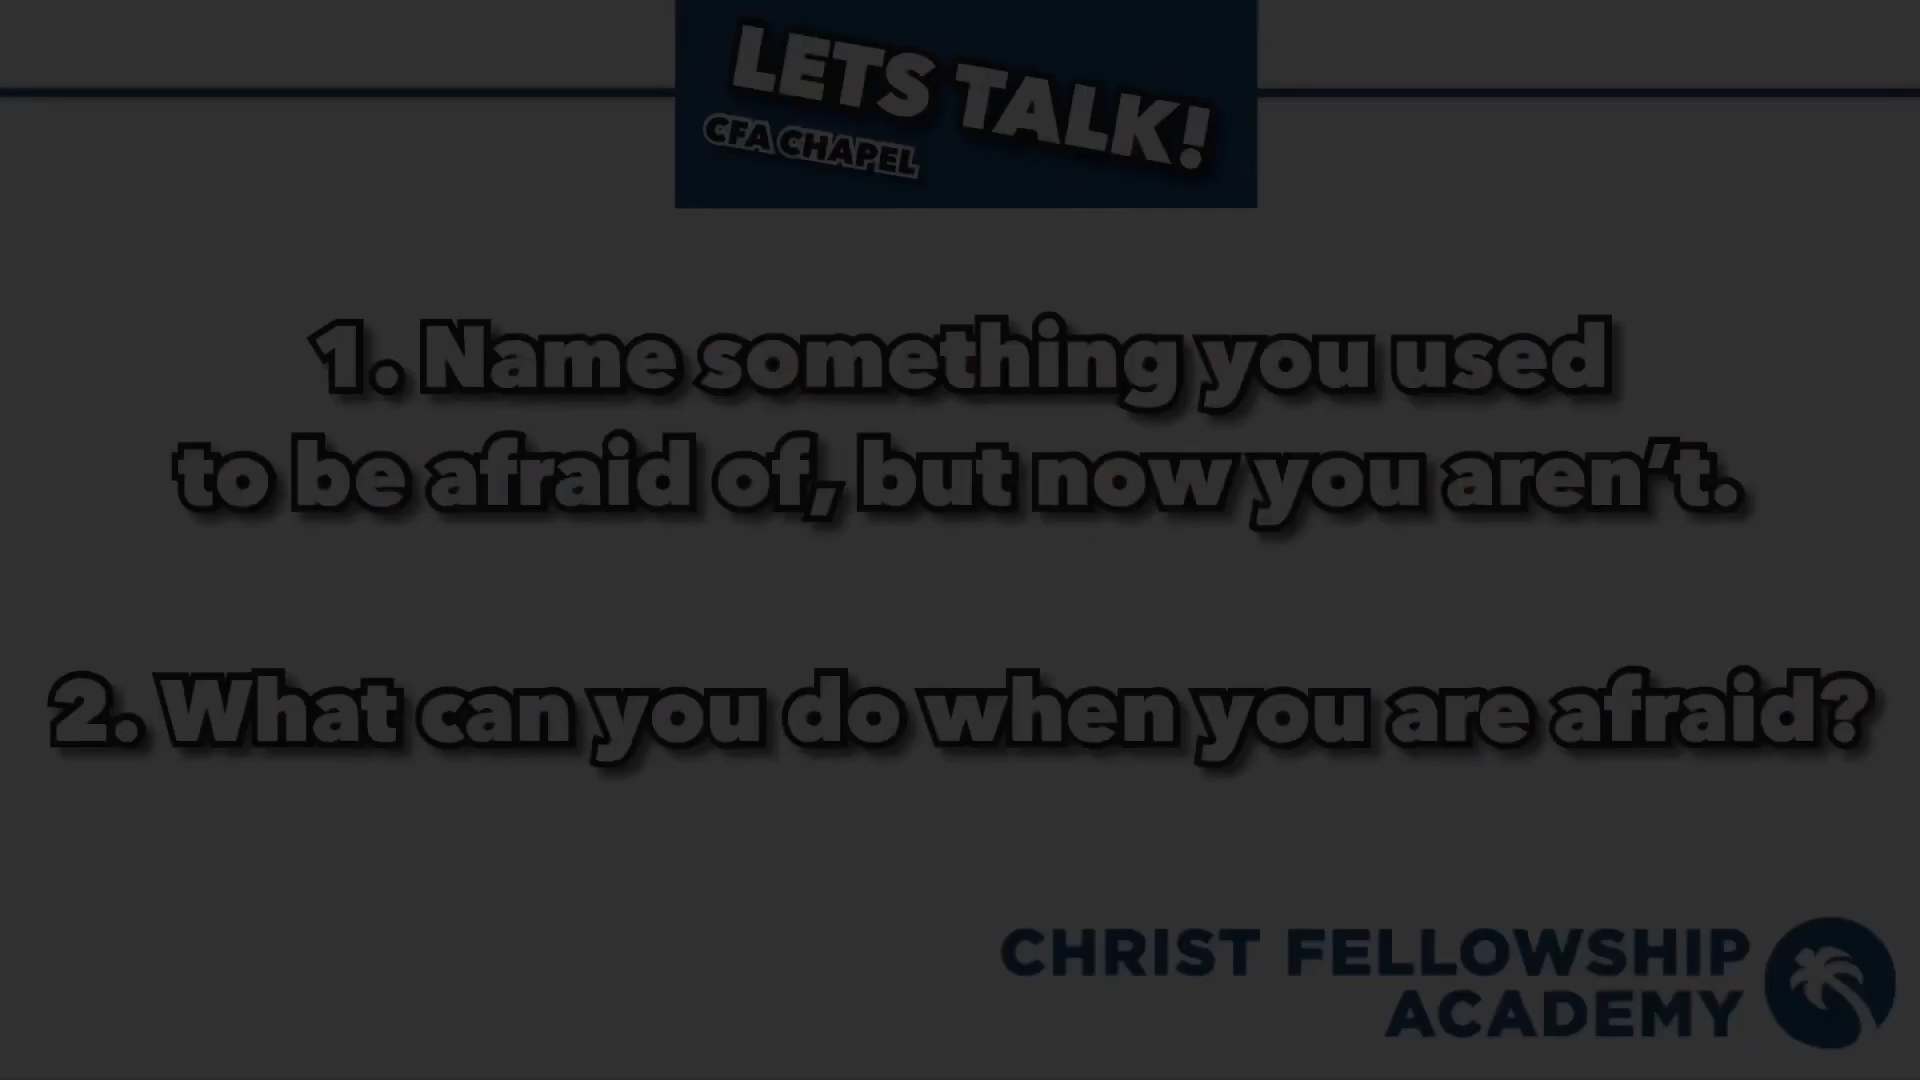 LETS TALK!
CFA CHAPEL
1. Name something you used
to be afraid of, but now you aren’t.
2. What can you do when you are afraid?
CHRIST FELLOWSHIP
ACADEMY